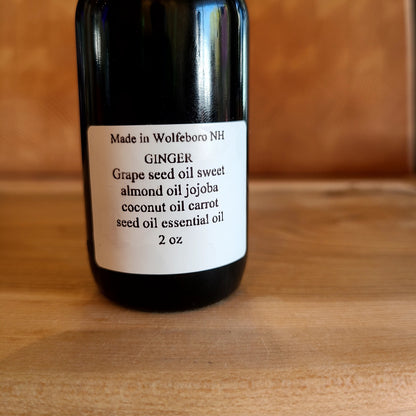 Made in Wolfeboro NH
GINGER
Grape seed oil sweet
almond oil jojoba
coconut oil carrot
seed oil essential oil
2 oz